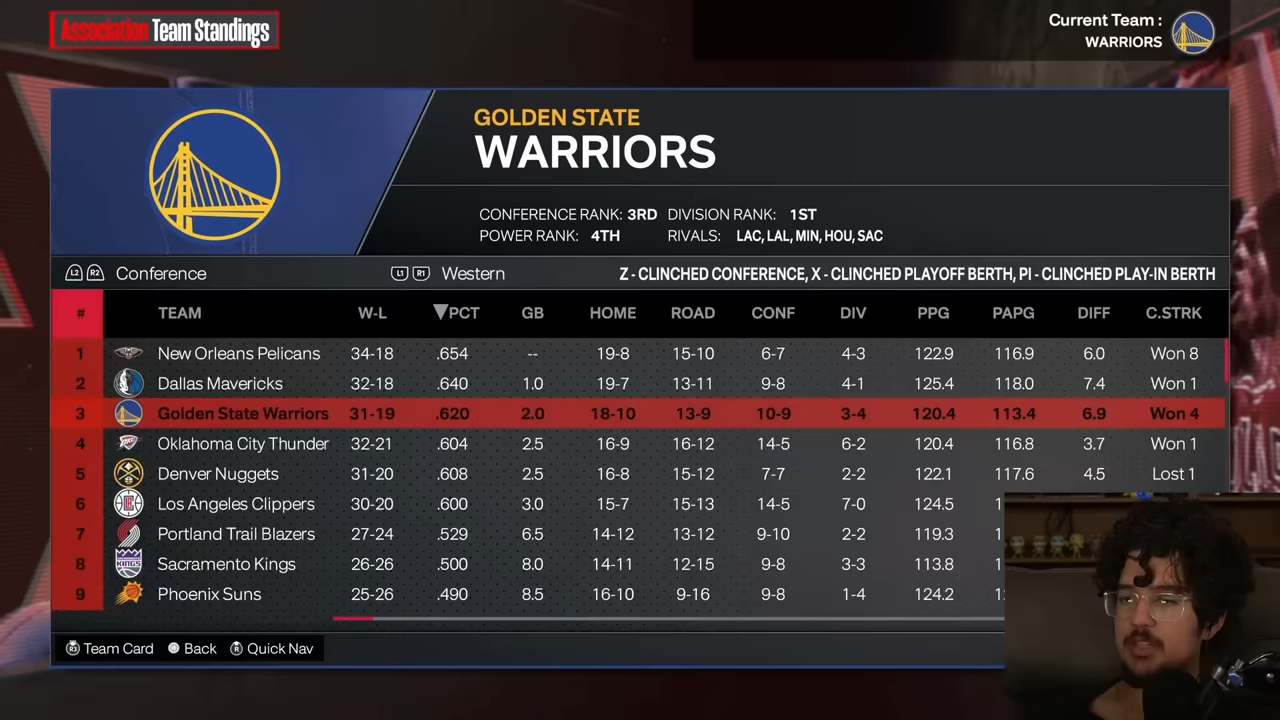 Association Team Standings
Current Team :
WARRIORS
GOLDEN STATE
WARRIORS
CONFERENCE RANK: 3RD DIVISION RANK: 1ST
POWER RANK: 4TH RIVALS: LAC, LAL, MIN, HOU, SAC
L2 R2 Conference L1 R1 Western Z - CLINCHED CONFERENCE, X - CLINCHED PLAYOFF BERTH, PI - CLINCHED PLAY-IN BERTH
# TEAM W-L ▼PCT GB HOME ROAD CONF DIV PPG PAPG DIFF C.STRK
1 New Orleans Pelicans 34-18 .654 -- 19-8 15-10 6-7 4-3 122.9 116.9 6.0 Won 8
2 Dallas Mavericks 32-18 .640 1.0 19-7 13-11 9-8 4-1 125.4 118.0 7.4 Won 1
3 Golden State Warriors 31-19 .620 2.0 18-10 13-9 10-9 3-4 120.4 113.4 6.9 Won 4
4 Oklahoma City Thunder 32-21 .604 2.5 16-9 16-12 14-5 6-2 120.4 116.8 3.7 Won 1
5 Denver Nuggets 31-20 .608 2.5 16-8 15-12 7-7 2-2 122.1 117.6 4.5 Lost 1
6 Los Angeles Clippers 30-20 .600 3.0 15-7 15-13 14-5 7-0 124.5
7 Portland Trail Blazers 27-24 .529 6.5 14-12 13-12 9-10 2-2 119.3
8 Sacramento Kings 26-26 .500 8.0 14-11 12-15 9-8 3-3 113.8
9 Phoenix Suns 25-26 .490 8.5 16-10 9-16 9-8 1-4 124.2
R3 Team Card Back R Quick Nav